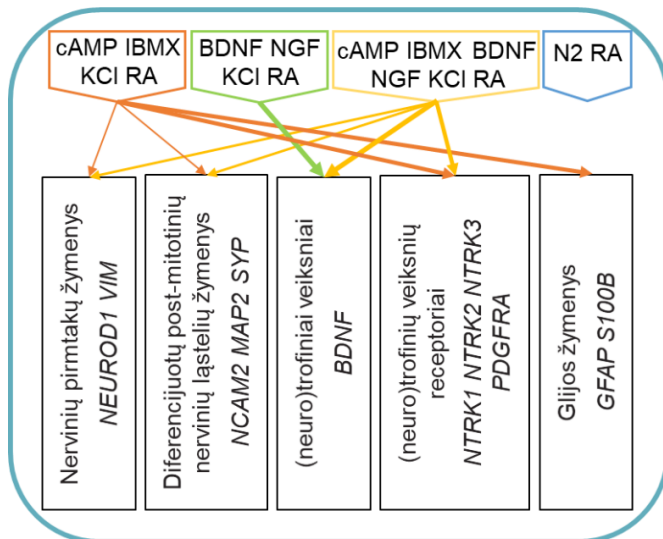 cAMP IBMX
KCl RA
BDNF NGF
KCl RA
cAMP IBMX BDNF
NGF KCl RA
N2 RA
Nervinių pirmtakų žymenys
NEUROD1 VIM
Diferencijuotų post-mitotinių
nervinių ląstelių žymenys
NCAM2 MAP2 SYP
(neuro)trofiniai veiksniai
BDNF
(neuro)trofinių veiksnių
receptoriai
NTRK1 NTRK2 NTRK3
PDGFRA
Glijos žymenys
GFAP S100B